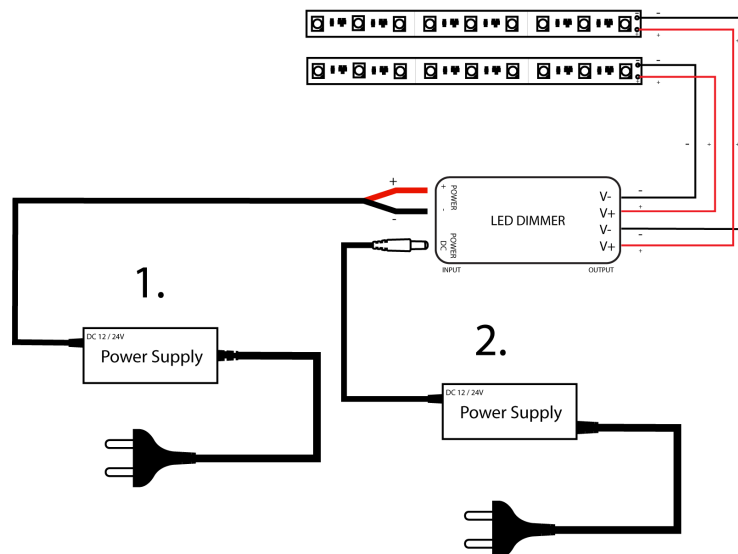 +
-
POWER
+
-
POWER
DC
INPUT
LED DIMMER
V-
V+
V-
V+
OUTPUT
-
+
-
+
-
+
-
+
-
+
+
1.
DC 12 / 24V
Power Supply
2.
DC 12 / 24V
Power Supply